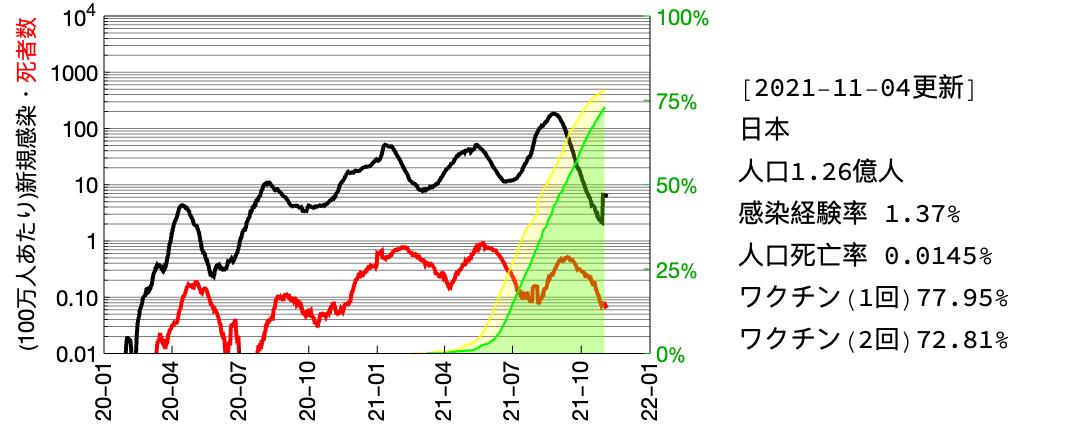 (100万人あたり)新規感染・死者数
10^4
1000
100
10
1
0.10
0.01
100%
75%
50%
25%
0%
20-01
20-04
20-07
20-10
21-01
21-04
21-07
21-10
22-01
[2021-11-04更新]
日本
人口1.26億人
感染経験率 1.37%
人口死亡率 0.0145%
ワクチン(1回)77.95%
ワクチン(2回)72.81%